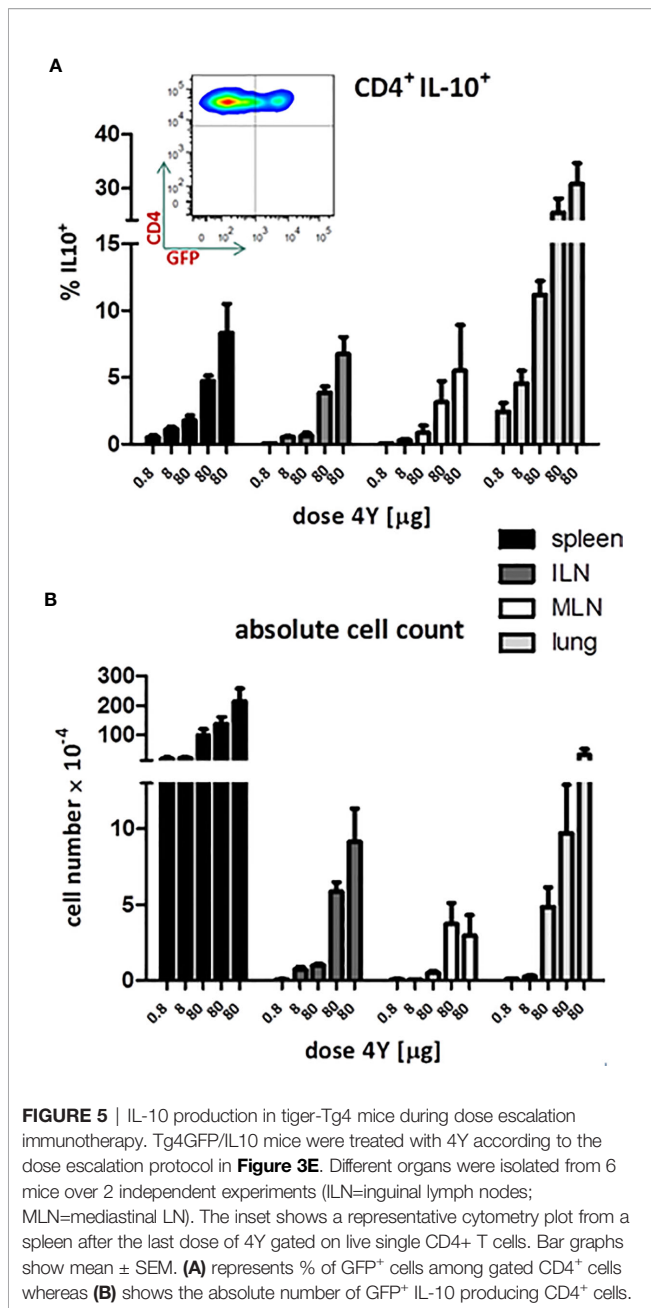 A
CD4⁺ IL-10⁺
10⁵
10⁴
10³
10²
0
CD4
0 10² 10³ 10⁴ 10⁵
GFP
40
30
15
10
5
0
% IL10⁺
0.8 8 80 80 80 0.8 8 80 80 80 0.8 8 80 80 80 0.8 8 80 80 80
dose 4Y [µg]
spleen
ILN
MLN
lung
B
absolute cell count
300
200
100
10
5
0
cell number × 10⁻⁴
0.8 8 80 80 80 0.8 8 80 80 80 0.8 8 80 80 80 0.8 8 80 80 80
dose 4Y [µg]
FIGURE 5 | IL-10 production in tiger-Tg4 mice during dose escalation
immunotherapy. Tg4GFP/IL10 mice were treated with 4Y according to the
dose escalation protocol in Figure 3E. Different organs were isolated from 6
mice over 2 independent experiments (ILN=inguinal lymph nodes;
MLN=mediastinal LN). The inset shows a representative cytometry plot from a
spleen after the last dose of 4Y gated on live single CD4+ T cells. Bar graphs
show mean ± SEM. (A) represents % of GFP⁺ cells among gated CD4⁺ cells
whereas (B) shows the absolute number of GFP⁺ IL-10 producing CD4⁺ cells.